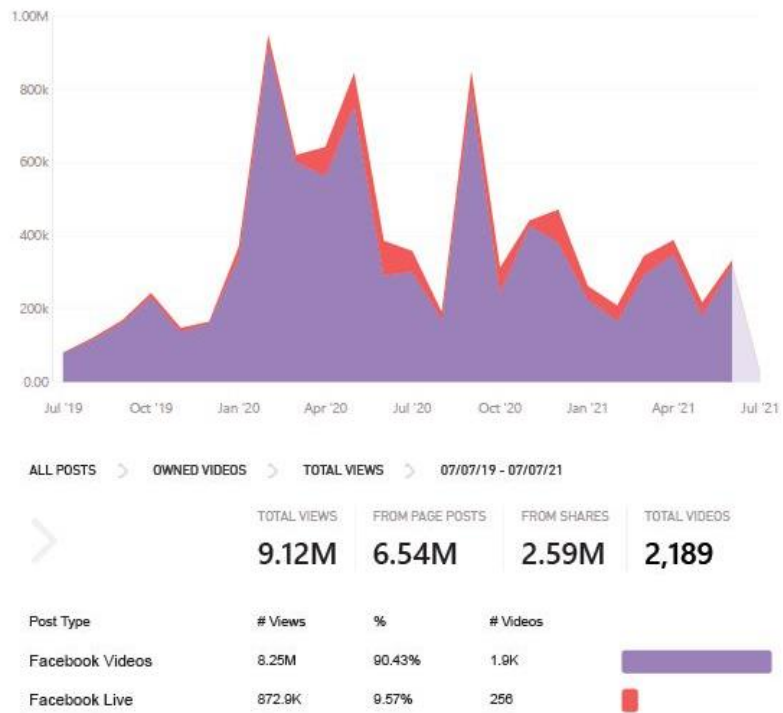 1.00M
800k
600k
400k
200k
0.00
Jul '19 Oct '19 Jan '20 Apr '20 Jul '20 Oct '20 Jan '21 Apr '21 Jul '21
ALL POSTS OWNED VIDEOS TOTAL VIEWS 07/07/19 - 07/07/21
TOTAL VIEWS FROM PAGE POSTS FROM SHARES TOTAL VIDEOS
9.12M 6.54M 2.59M 2,189
Post Type # Views % # Videos
Facebook Videos 8.25M 90.43% 1.9K
Facebook Live 872.9K 9.57% 256